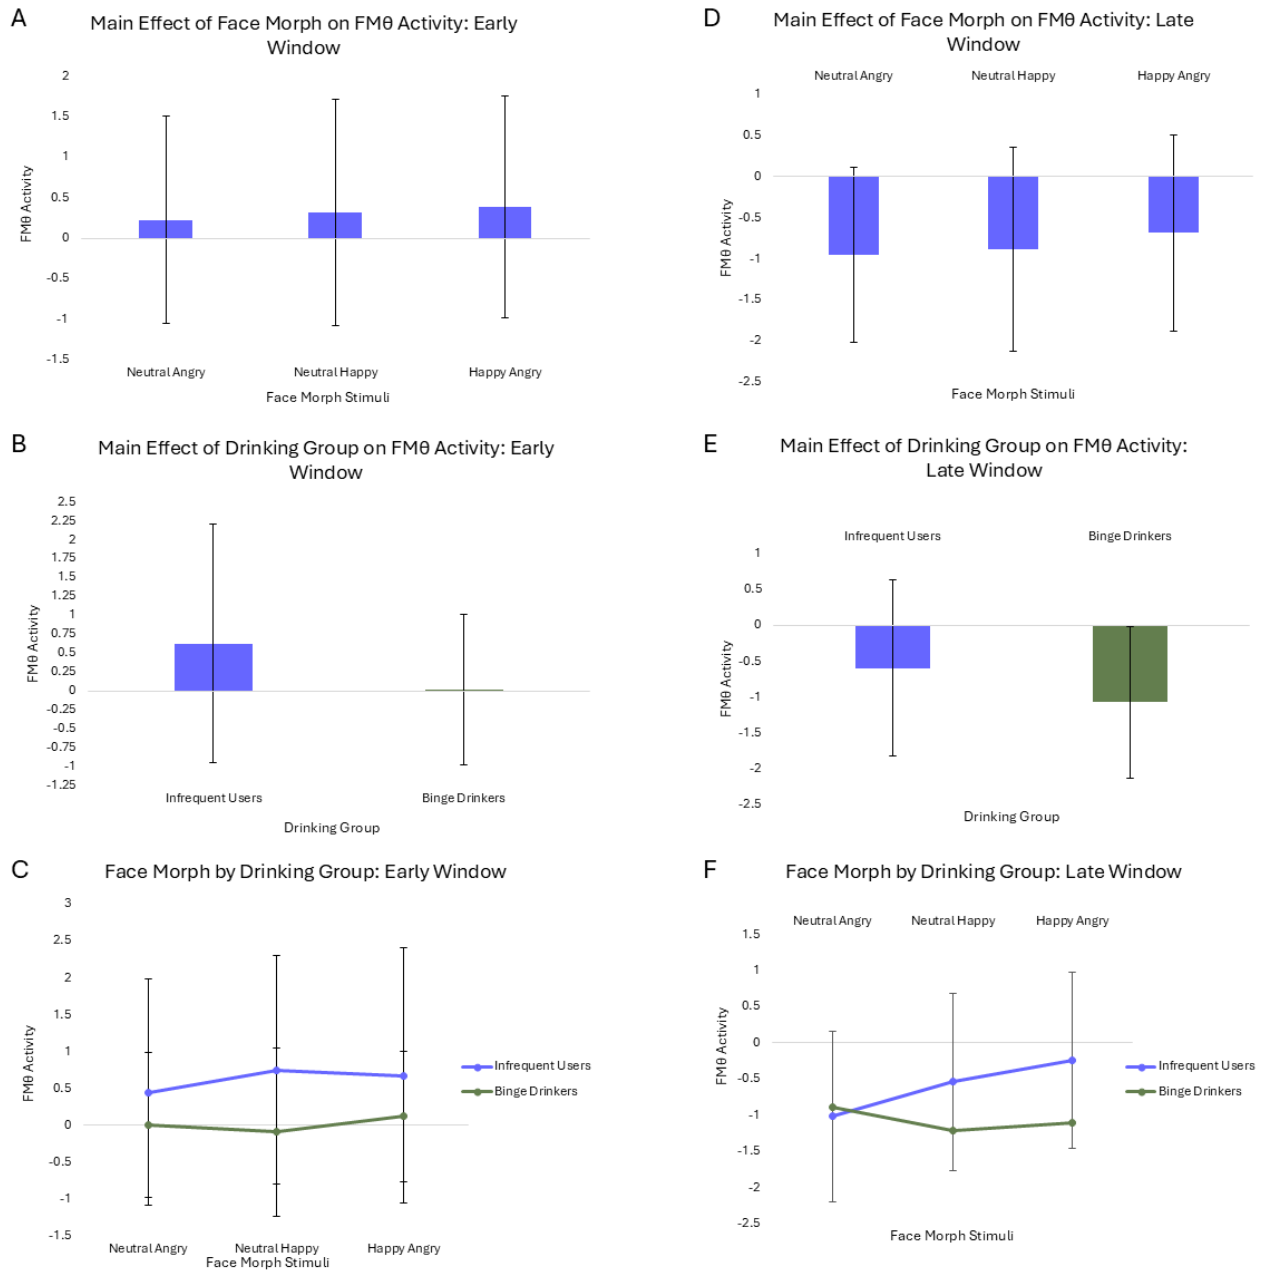 A
Main Effect of Face Morph on FMθ Activity: Early
Window
2
1.5
1
0.5
0
-0.5
-1
-1.5
FMθ Activity
Neutral Angry
Neutral Happy
Happy Angry
Face Morph Stimuli
D
Main Effect of Face Morph on FMθ Activity: Late
Window
Neutral Angry
Neutral Happy
Happy Angry
1
0.5
0
-0.5
-1
-1.5
-2
-2.5
FMθ Activity
Face Morph Stimuli
B
Main Effect of Drinking Group on FMθ Activity: Early
Window
2.5
2.25
2
1.75
1.5
1.25
1
0.75
0.5
0.25
0
-0.25
-0.5
-0.75
-1
-1.25
FMθ Activity
Infrequent Users
Binge Drinkers
Drinking Group
E
Main Effect of Drinking Group on FMθ Activity:
Late Window
Infrequent Users
Binge Drinkers
1
0.5
0
-0.5
-1
-1.5
-2
-2.5
FMθ Activity
Drinking Group
C
Face Morph by Drinking Group: Early Window
3
2.5
2
1.5
1
0.5
0
-0.5
-1
-1.5
FMθ Activity
Neutral Angry
Neutral Happy
Happy Angry
Face Morph Stimuli
Infrequent Users
Binge Drinkers
F
Face Morph by Drinking Group: Late Window
Neutral Angry
Neutral Happy
Happy Angry
1.5
1
0.5
0
-0.5
-1
-1.5
-2
-2.5
FMθ Activity
Face Morph Stimuli
Infrequent Users
Binge Drinkers